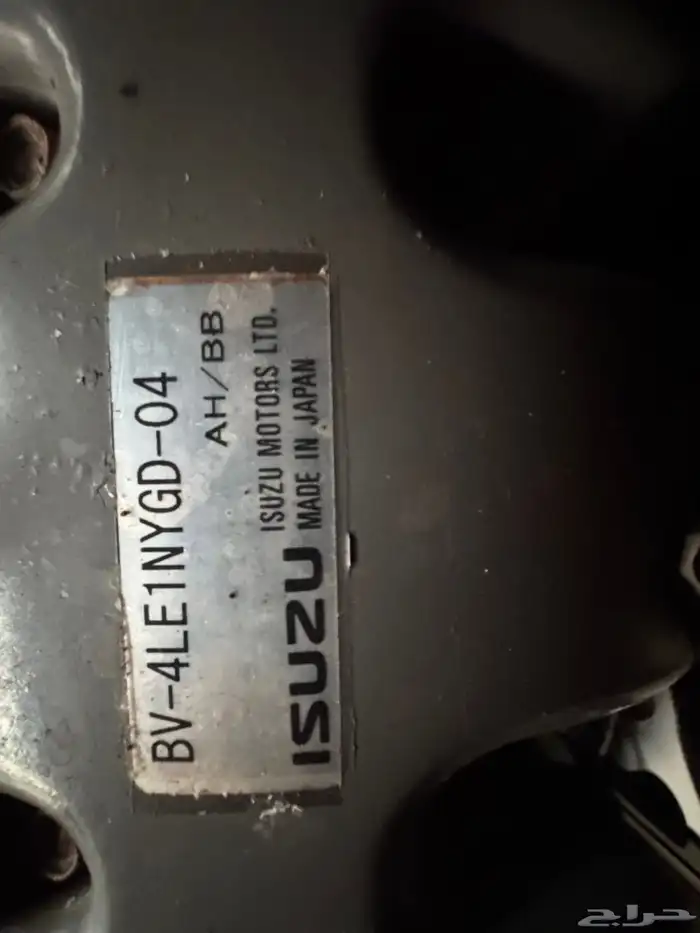 BV-4LE1NYGD-04
AH/BB
ISUZU ISUZU MOTORS LTD.
MADE IN JAPAN
حراج